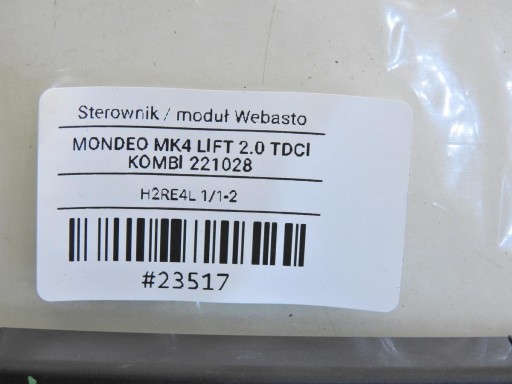 Sterownik / moduł Webasto
MONDEO MK4 LIFT 2.0 TDCI
KOMBI 221028
H2RE4L 1/1-2
#23517